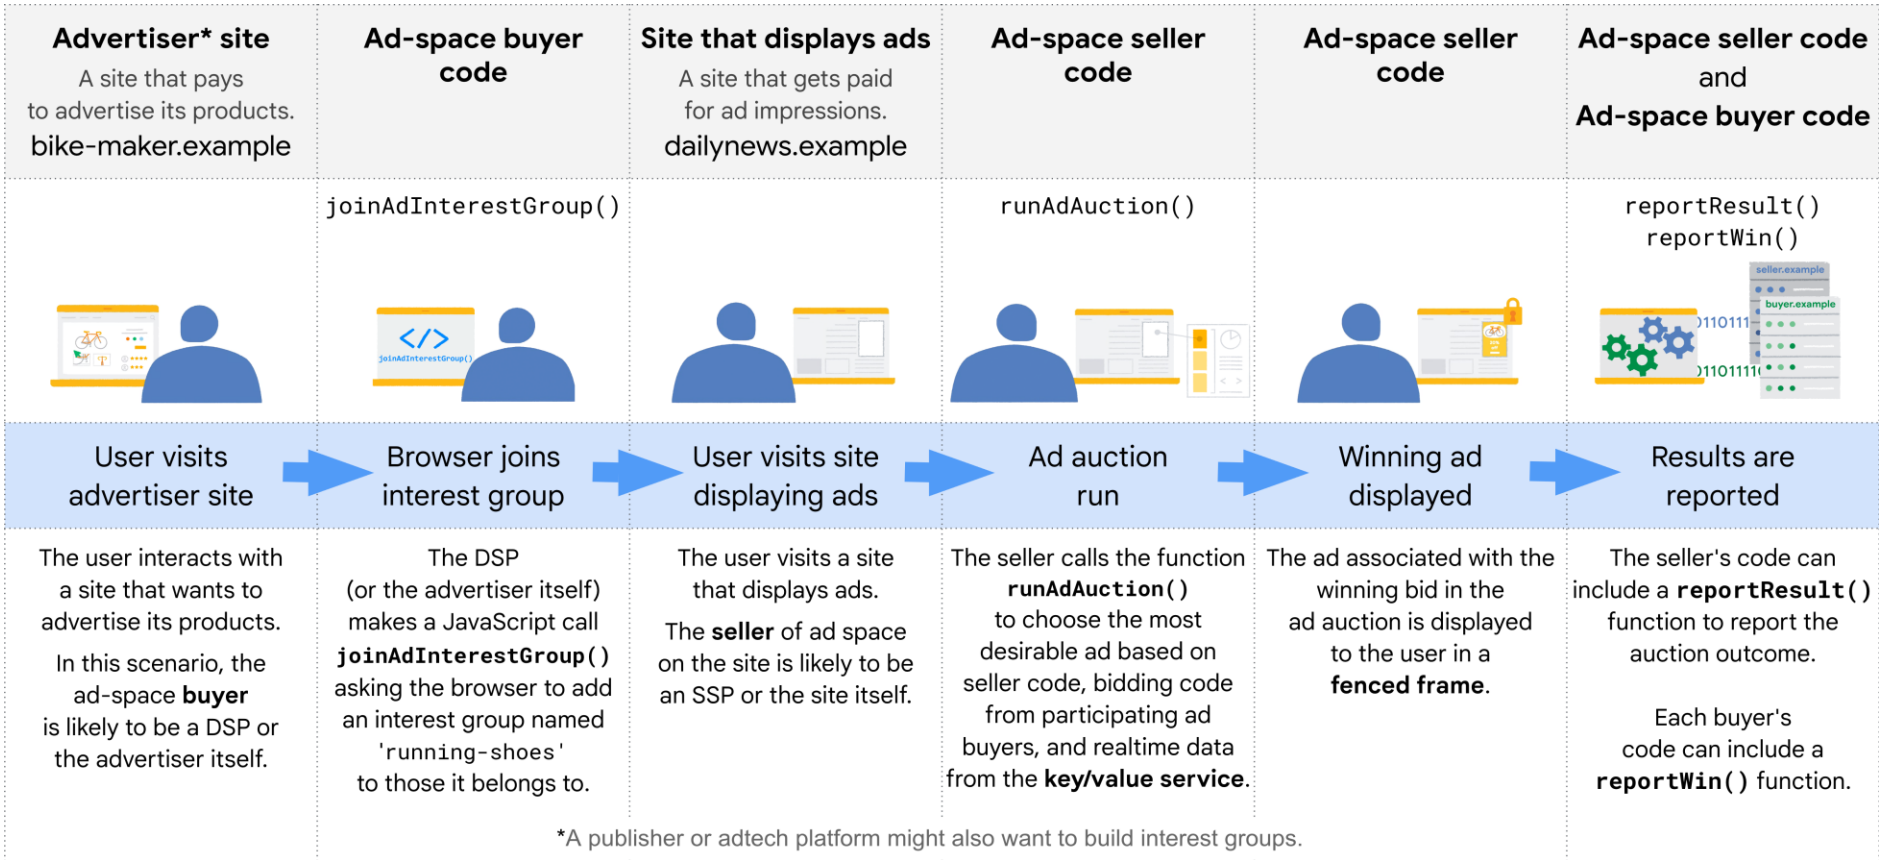 Advertiser* site
A site that pays
to advertise its products.
bike-maker.example
Ad-space buyer
code
Site that displays ads
A site that gets paid
for ad impressions.
dailynews.example
Ad-space seller
code
Ad-space seller
code
Ad-space seller code
and
Ad-space buyer code
joinAdInterestGroup()
runAdAuction()
reportResult()
reportWin()
</>
joinAdInterestGroup()
seller.example
buyer.example
0110111
01101110
User visits
advertiser site
Browser joins
interest group
User visits site
displaying ads
Ad auction
run
Winning ad
displayed
Results are
reported
The user interacts with
a site that wants to
advertise its products.
In this scenario, the
ad-space buyer
is likely to be a DSP or
the advertiser itself.
The DSP
(or the advertiser itself)
makes a JavaScript call
joinAdInterestGroup()
asking the browser to add
an interest group named
'running-shoes'
to those it belongs to.
The user visits a site
that displays ads.
The seller of ad space
on the site is likely to be
an SSP or the site itself.
The seller calls the function
runAdAuction()
to choose the most
desirable ad based on
seller code, bidding code
from participating ad
buyers, and realtime data
from the key/value service.
The ad associated with the
winning bid in the
ad auction is displayed
to the user in a
fenced frame.
The seller's code can
include a reportResult()
function to report the
auction outcome.
Each buyer's
code can include a
reportWin() function.
*A publisher or adtech platform might also want to build interest groups.